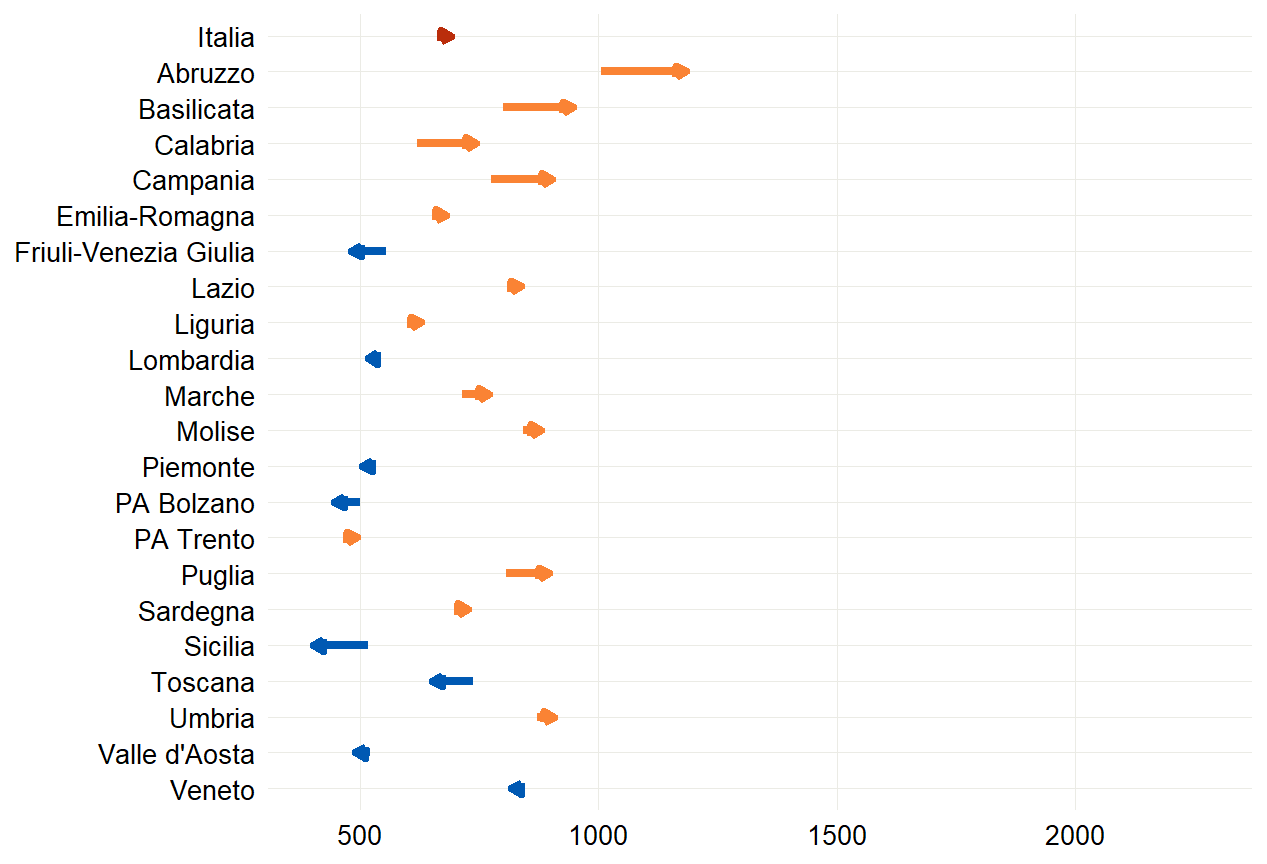 Italia
Abruzzo
Basilicata
Calabria
Campania
Emilia-Romagna
Friuli-Venezia Giulia
Lazio
Liguria
Lombardia
Marche
Molise
Piemonte
PA Bolzano
PA Trento
Puglia
Sardegna
Sicilia
Toscana
Umbria
Valle d'Aosta
Veneto
500 1000 1500 2000